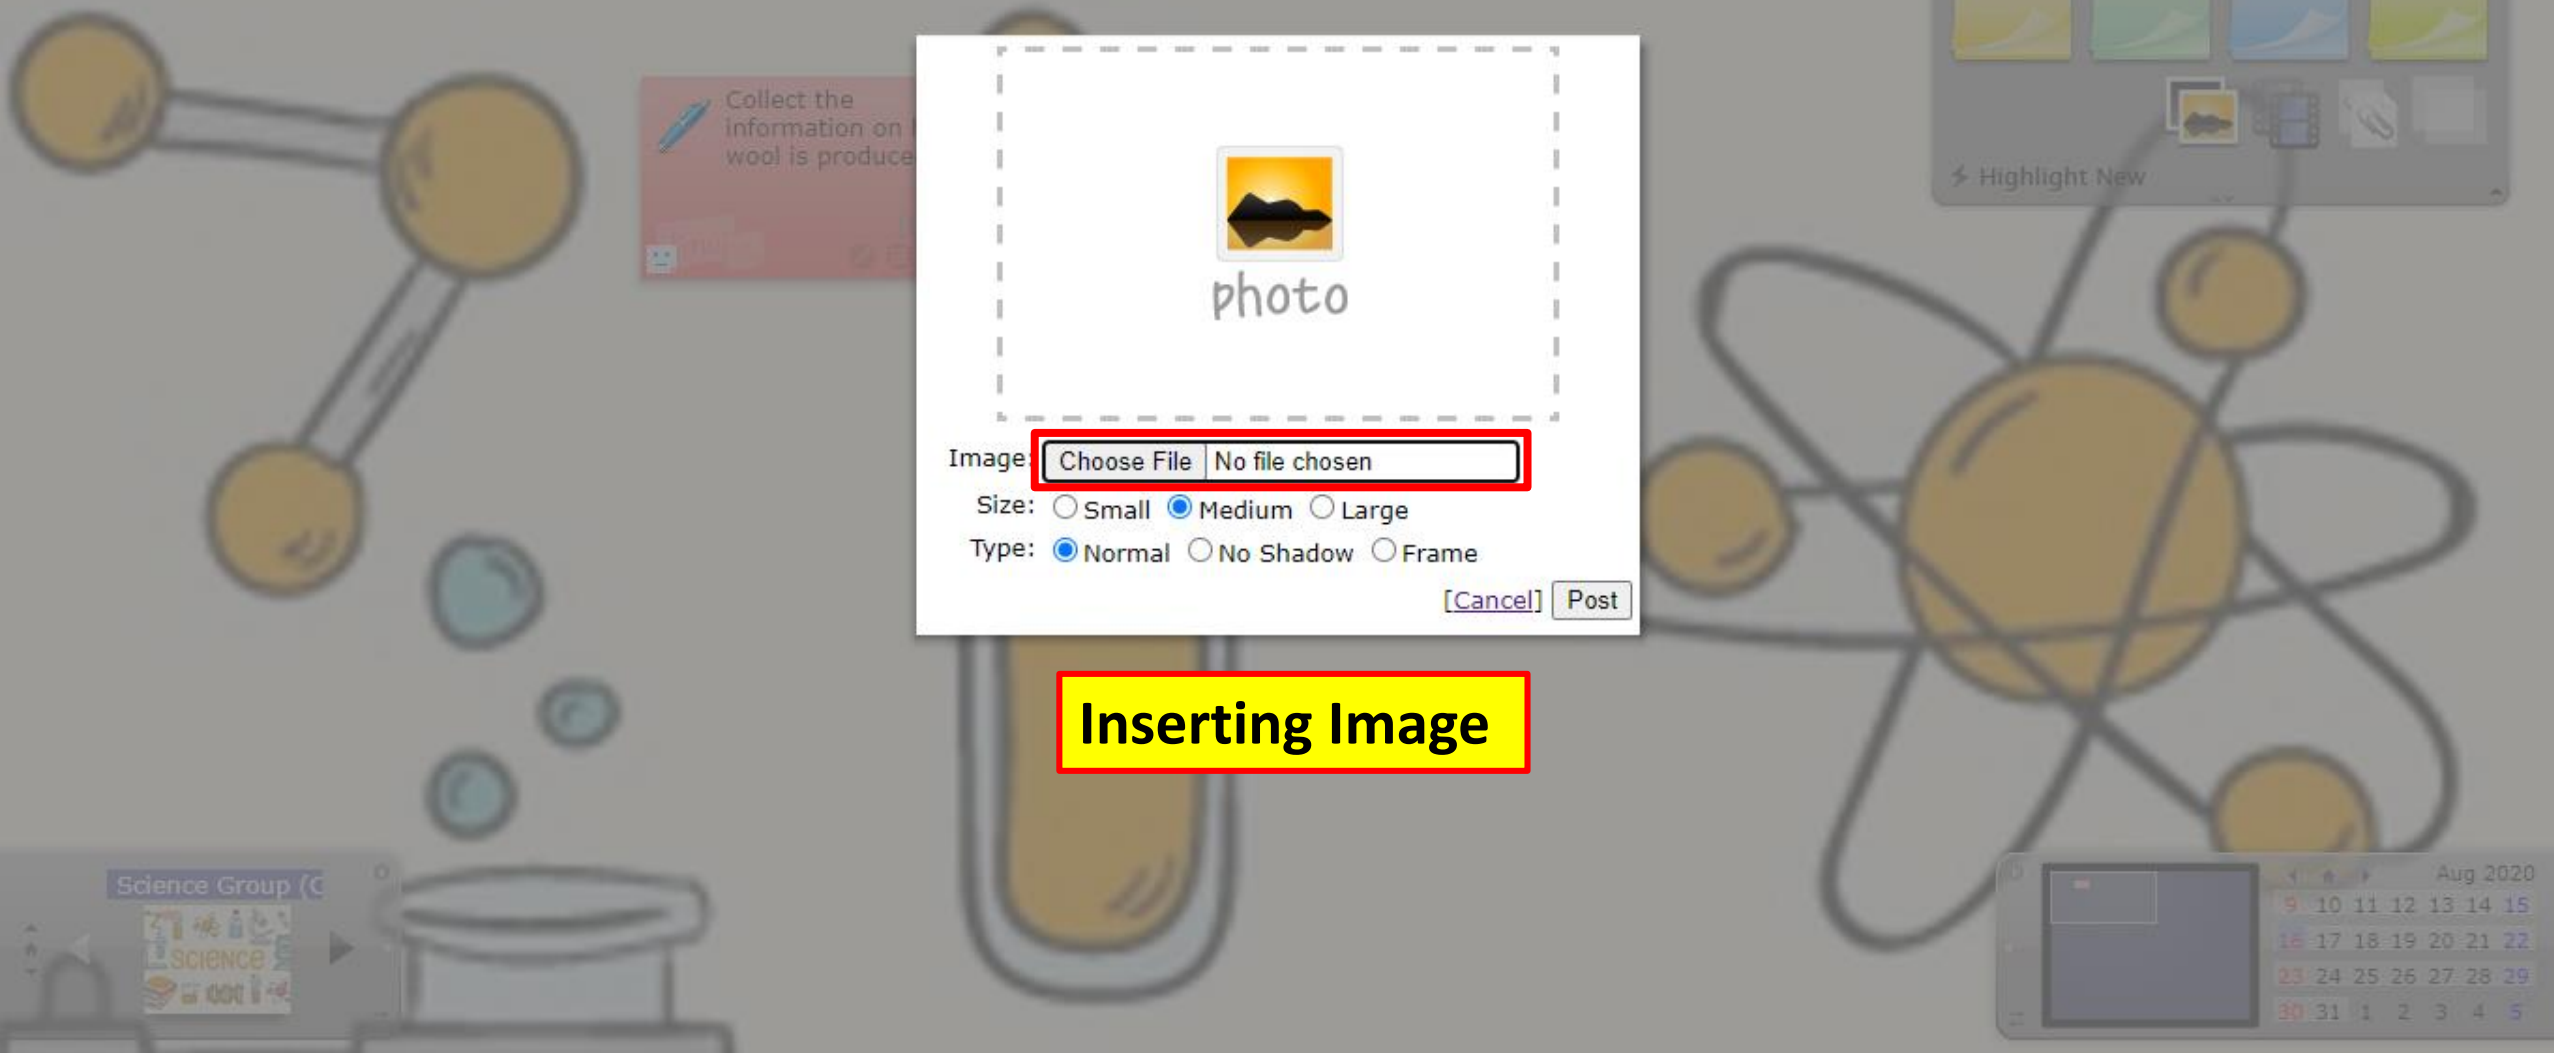 Collect the
information on
wool is produce
photo
Highlight New
Image: Choose File No file chosen
Size: Small Medium Large
Type: Normal No Shadow Frame
[Cancel] Post
Inserting Image
Science Group (C
SCIENCE
Aug 2020
9 10 11 12 13 14 15
16 17 18 19 20 21 22
23 24 25 26 27 28 29
30 31 1 2 3 4 5